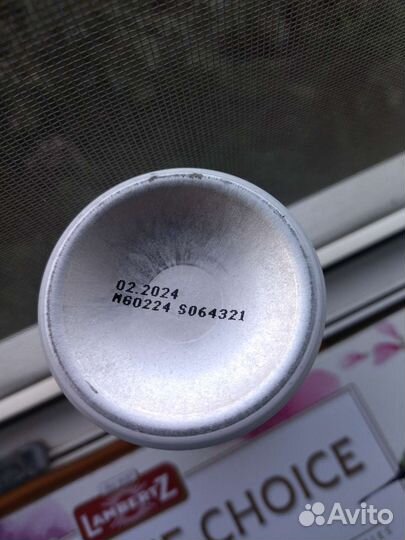 02.2024
M60224 S064321
LAMBERTZ
E CHOICE
Avito